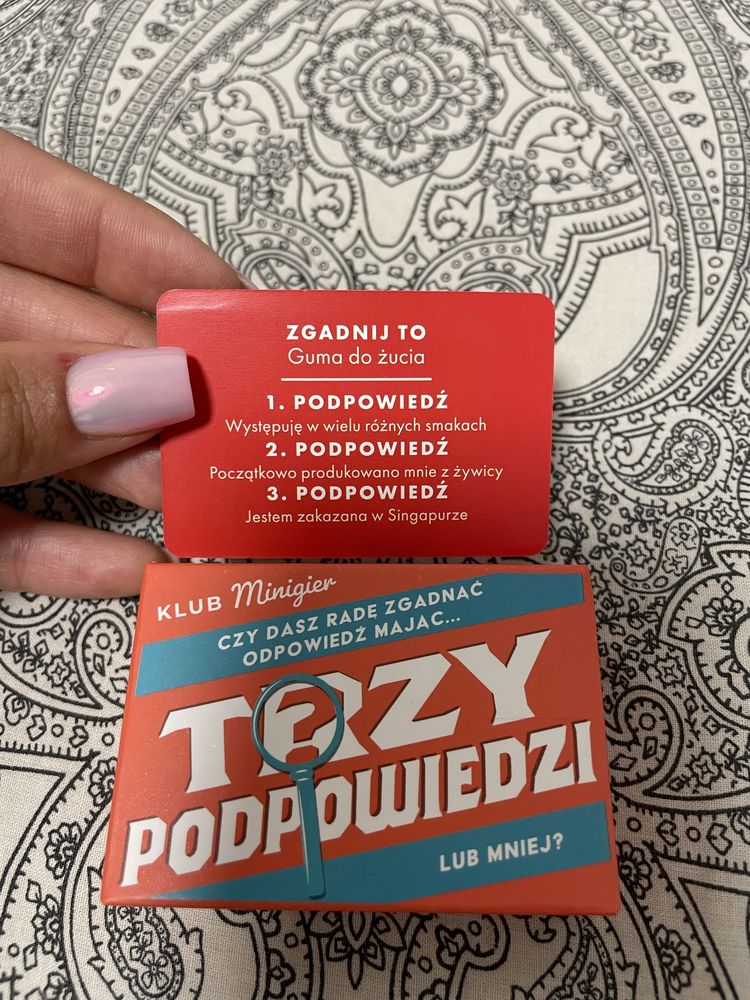 ZGADNIJ TO
Guma do żucia
1. PODPOWIEDŹ
Występuję w wielu różnych smakach
2. PODPOWIEDŹ
Początkowo produkowano mnie z żywicy
3. PODPOWIEDŹ
Jestem zakazana w Singapurze
KLUB Minigier
CZY DASZ RADĘ ZGADNĄĆ
ODPOWIEDŹ MAJĄC...
TRZY
PODPOWIEDZI
LUB MNIEJ?